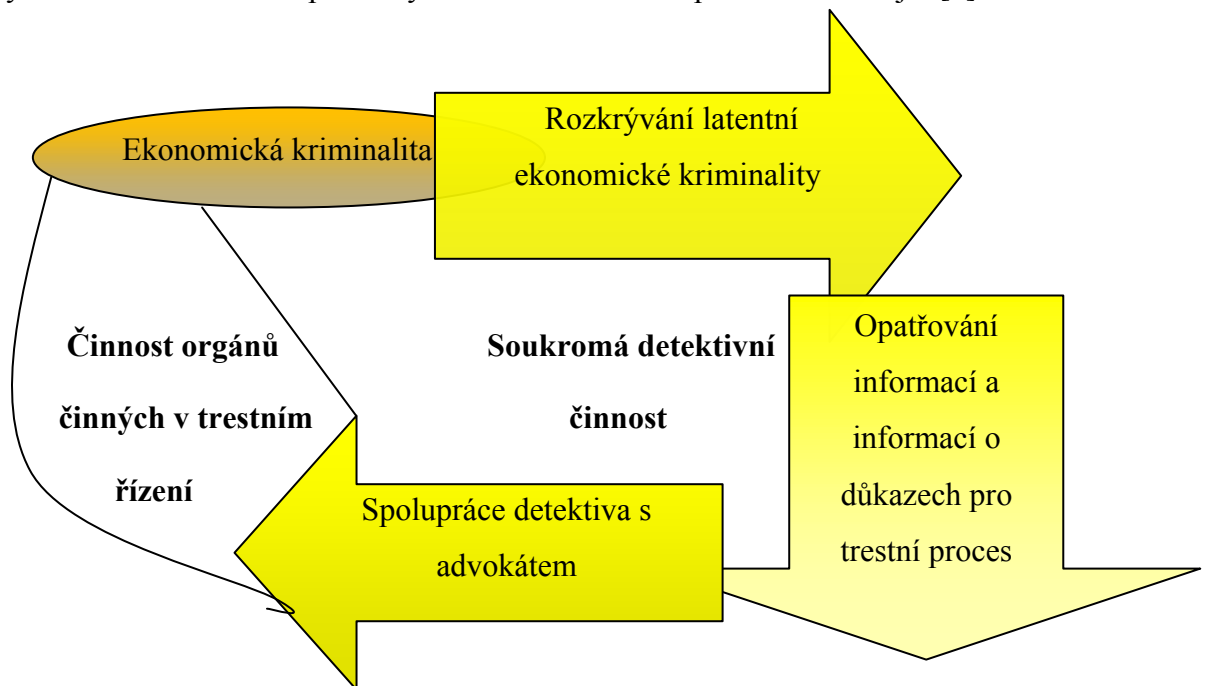 Ekonomická kriminalita
Rozkrývání latentní
ekonomické kriminality
Činnost orgánů
činných v trestním
řízení
Soukromá detektivní
činnost
Opatřování
informací a
informací o
důkazech pro
trestní proces
Spolupráce detektiva s
advokátem